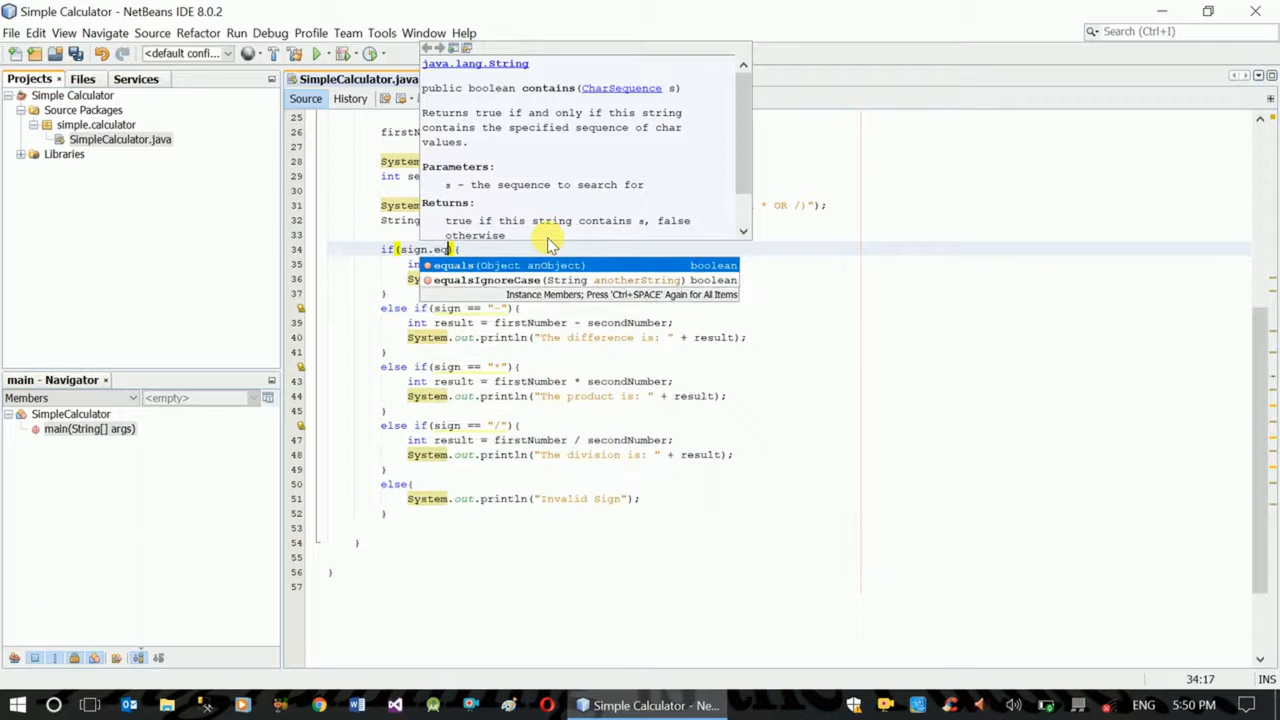 Simple Calculator - NetBeans IDE 8.0.2
File Edit View Navigate Source Refactor Run Debug Profile Team Tools Window Help
Search (Ctrl+I)
<default confi...
Projects Files Services
SimpleCalculator.java
Simple Calculator
Source Packages
simple.calculator
SimpleCalculator.java
Libraries
Source History
java.lang.String
public boolean contains(CharSequence s)
Returns true if and only if this string
contains the specified sequence of char
values.
Parameters:
s - the sequence to search for
Returns:
true if this string contains s, false
otherwise
25
26 firstN
27
28 System
29 int se
30
31 System * OR /)");
32 String
33
34 if(sign.eq){
equals(Object anObject) boolean
equalsIgnoreCase(String anotherString) boolean
Instance Members; Press 'Ctrl+SPACE' Again for All Items
35 in
36 Sy
37 }
else if(sign == "-"){
39 int result = firstNumber - secondNumber;
40 System.out.println("The difference is: " + result);
41 }
else if(sign == "*"){
43 int result = firstNumber * secondNumber;
44 System.out.println("The product is: " + result);
45 }
else if(sign == "/"){
47 int result = firstNumber / secondNumber;
48 System.out.println("The division is: " + result);
49 }
50 else{
51 System.out.println("Invalid Sign");
52 }
53
54 }
55
56 }
57
main - Navigator
Members <empty>
SimpleCalculator
main(String[] args)
34:17 INS
Simple Calculator - Ne...
5:50 PM